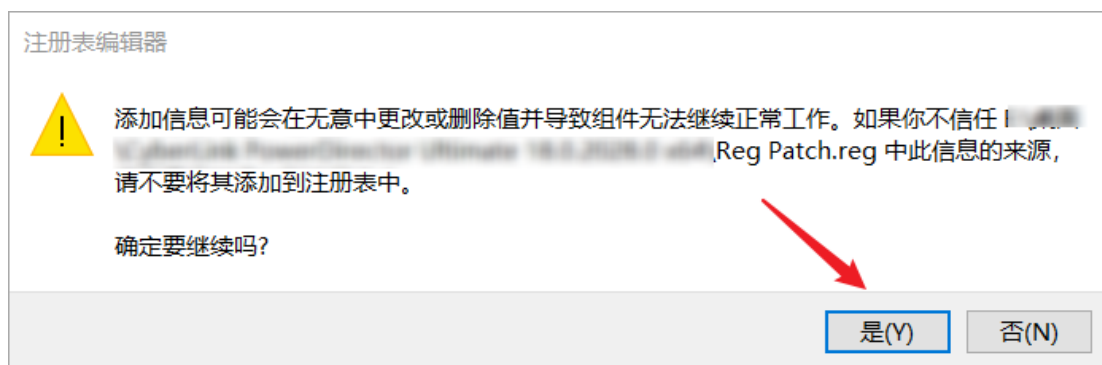 注册表编辑器
添加信息可能会在无意中更改或删除值并导致组件无法继续正常工作。如果你不信任
\Reg Patch.reg 中此信息的来源，
请不要将其添加到注册表中。
确定要继续吗?
是(Y)
否(N)